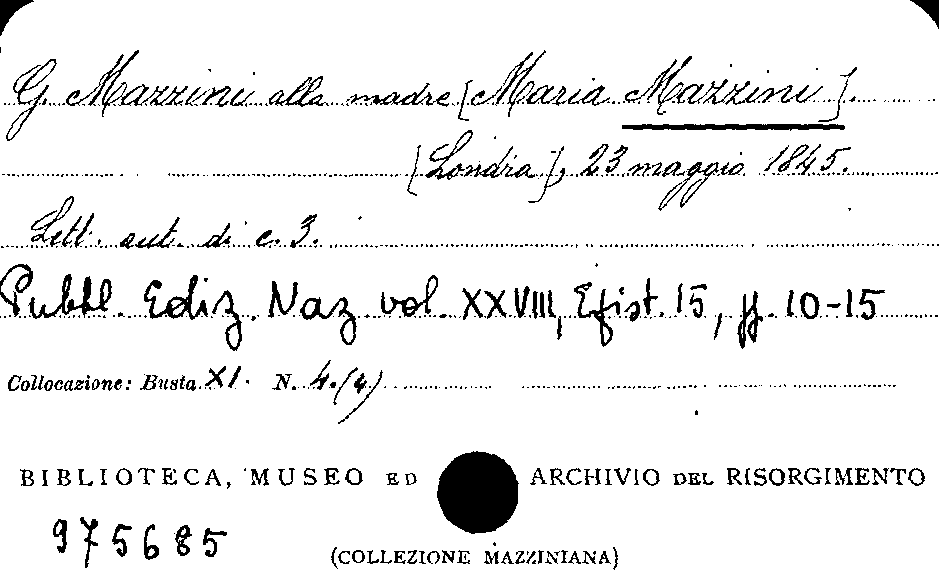 G. Mazzini alla madre [Maria Mazzini].
[Londra], 23 maggio 1845.
Lett. aut. di c. 3.
Pubbl. Ediz. Naz. vol. XXVIII, Epist. 15, pp. 10-15
Collocazione: Busta XI. N. 4.(4)
BIBLIOTECA, MUSEO ED ARCHIVIO DEL RISORGIMENTO
975685
(COLLEZIONE MAZZINIANA)